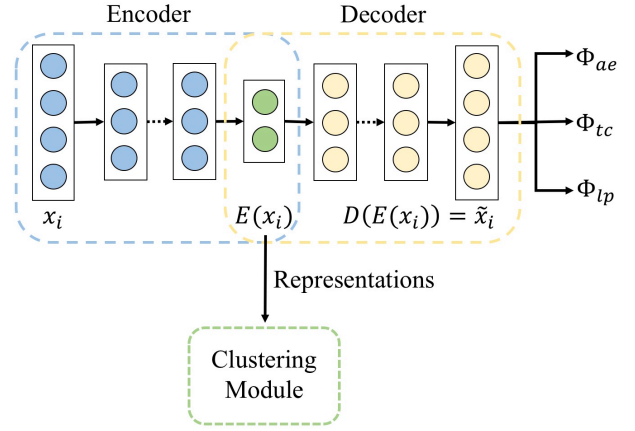 Encoder
Decoder
Φ_ae
Φ_tc
Φ_lp
x_i
E(x_i)
D(E(x_i)) = x̃_i
Representations
Clustering
Module